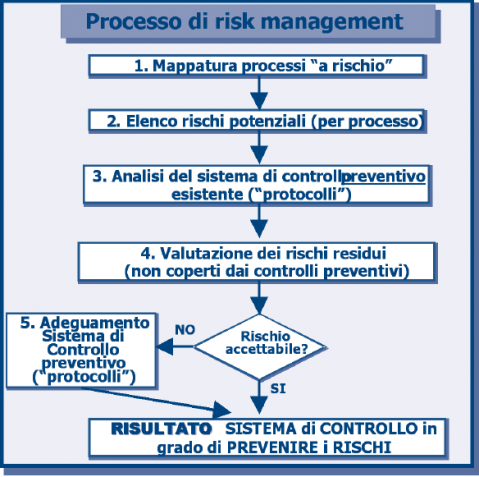 Processo di risk management
1. Mappatura processi “a rischio”
2. Elenco rischi potenziali (per processo)
3. Analisi del sistema di controllo preventivo
esistente (“protocolli”)
4. Valutazione dei rischi residui
(non coperti dai controlli preventivi)
5. Adeguamento
Sistema di
Controllo
preventivo
(“protocolli”)
NO
Rischio
accettabile?
SI
RISULTATO SISTEMA di CONTROLLO in
grado di PREVENIRE i RISCHI